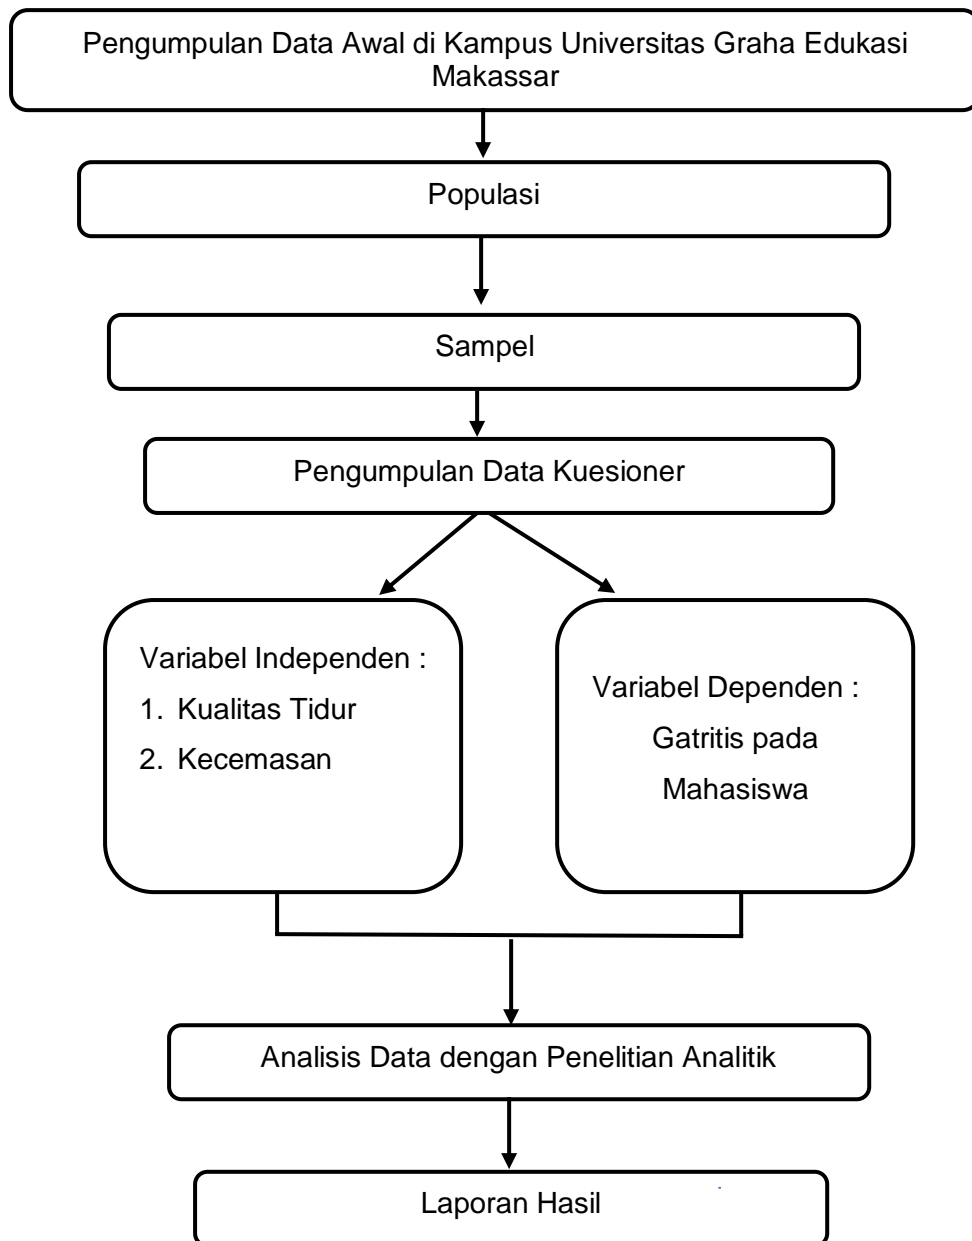 Pengumpulan Data Awal di Kampus Universitas Graha Edukasi
Makassar
Populasi
Sampel
Pengumpulan Data Kuesioner
Variabel Independen :
1. Kualitas Tidur
2. Kecemasan
Variabel Dependen :
Gatritis pada
Mahasiswa
Analisis Data dengan Penelitian Analitik
Laporan Hasil